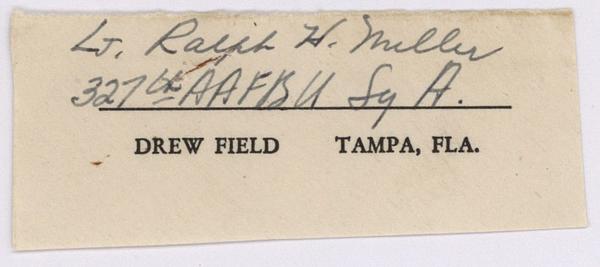 Lt. Ralph H. Miller
327th AAFBU Sq A.
DREW FIELD TAMPA, FLA.